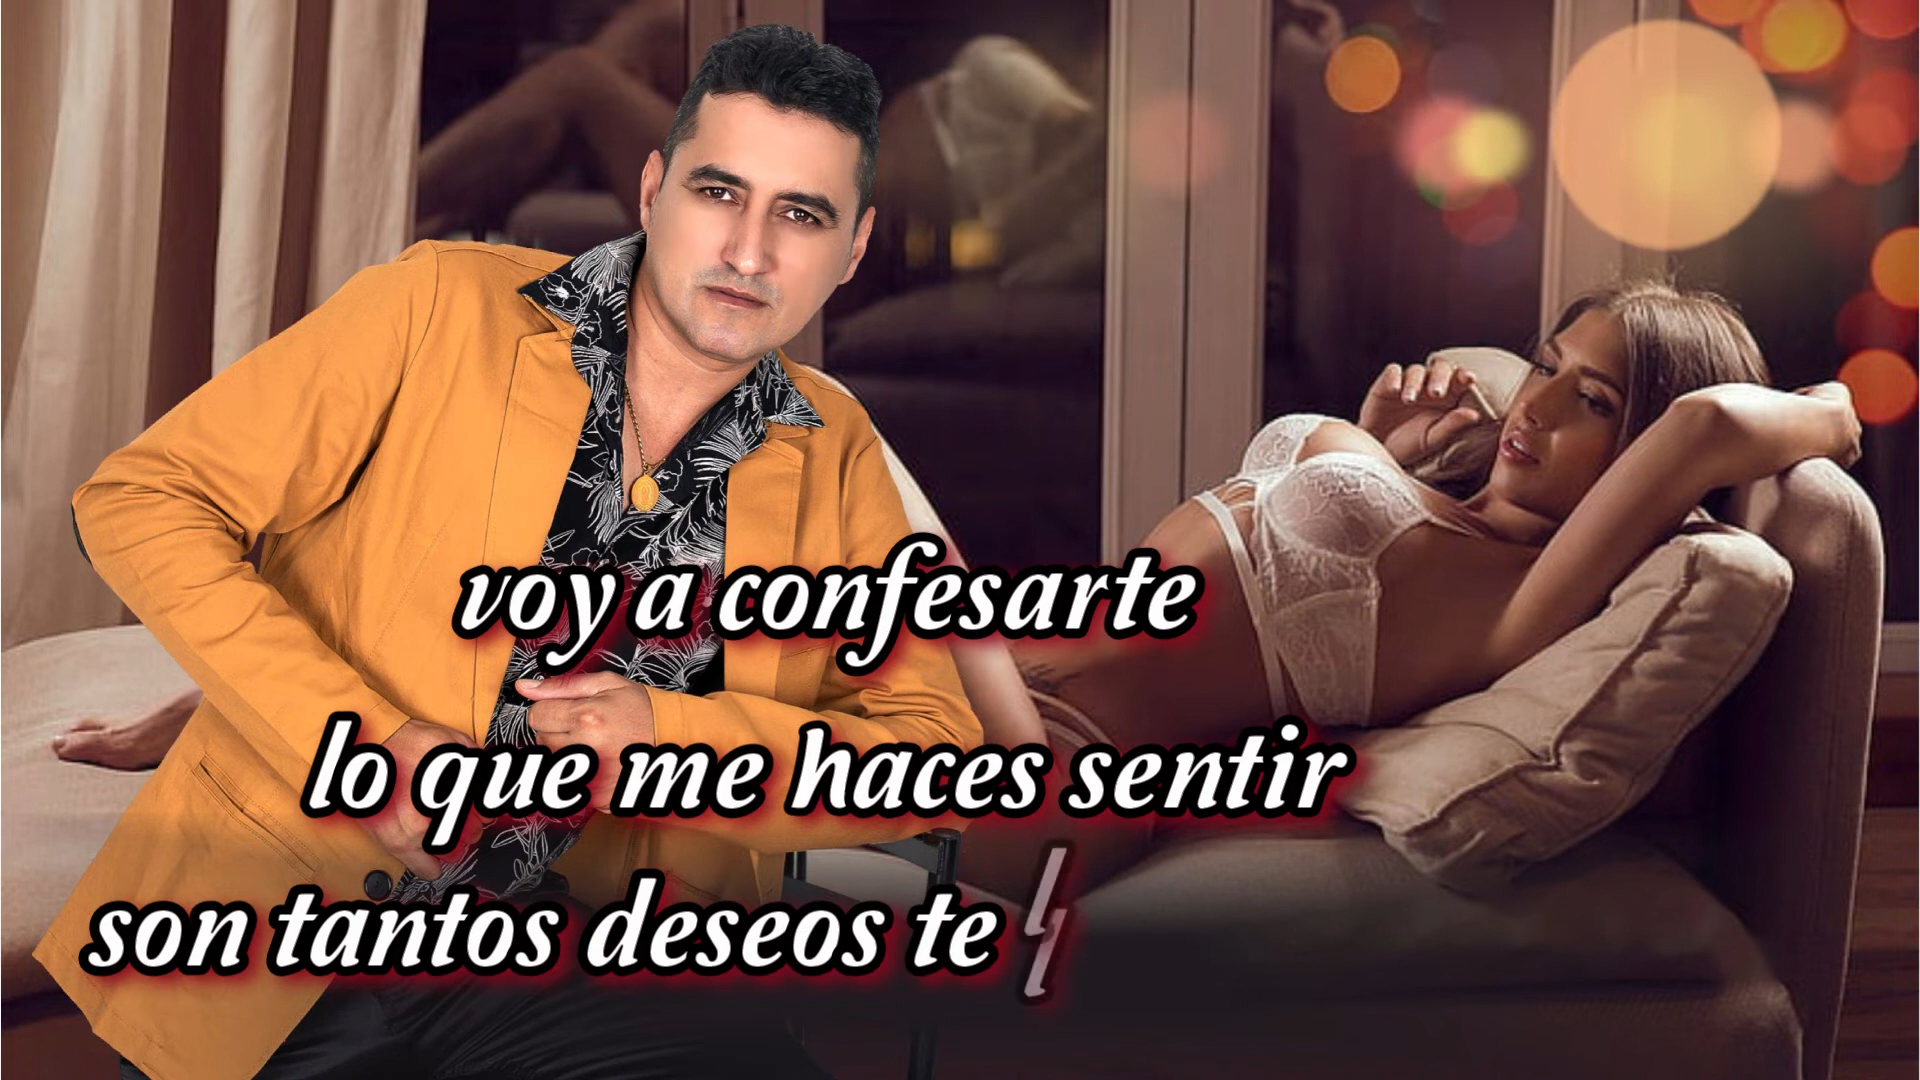 voy a confesarte
lo que me haces sentir
son tantos deseos te